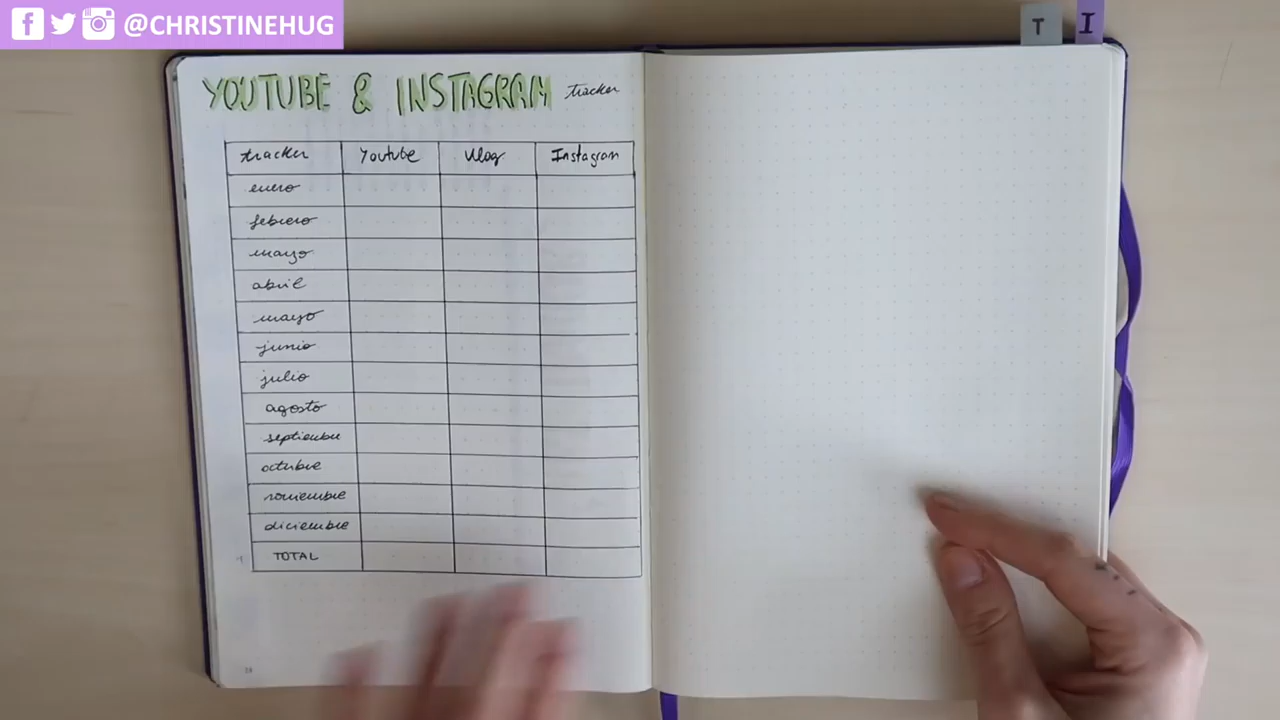 @CHRISTINEHUG
T I
YOUTUBE & INSTAGRAM tracker
tracker Youtube Vlog Instagram
enero
febrero
marzo
abril
mayo
junio
julio
agosto
septiembre
octubre
noviembre
diciembre
TOTAL